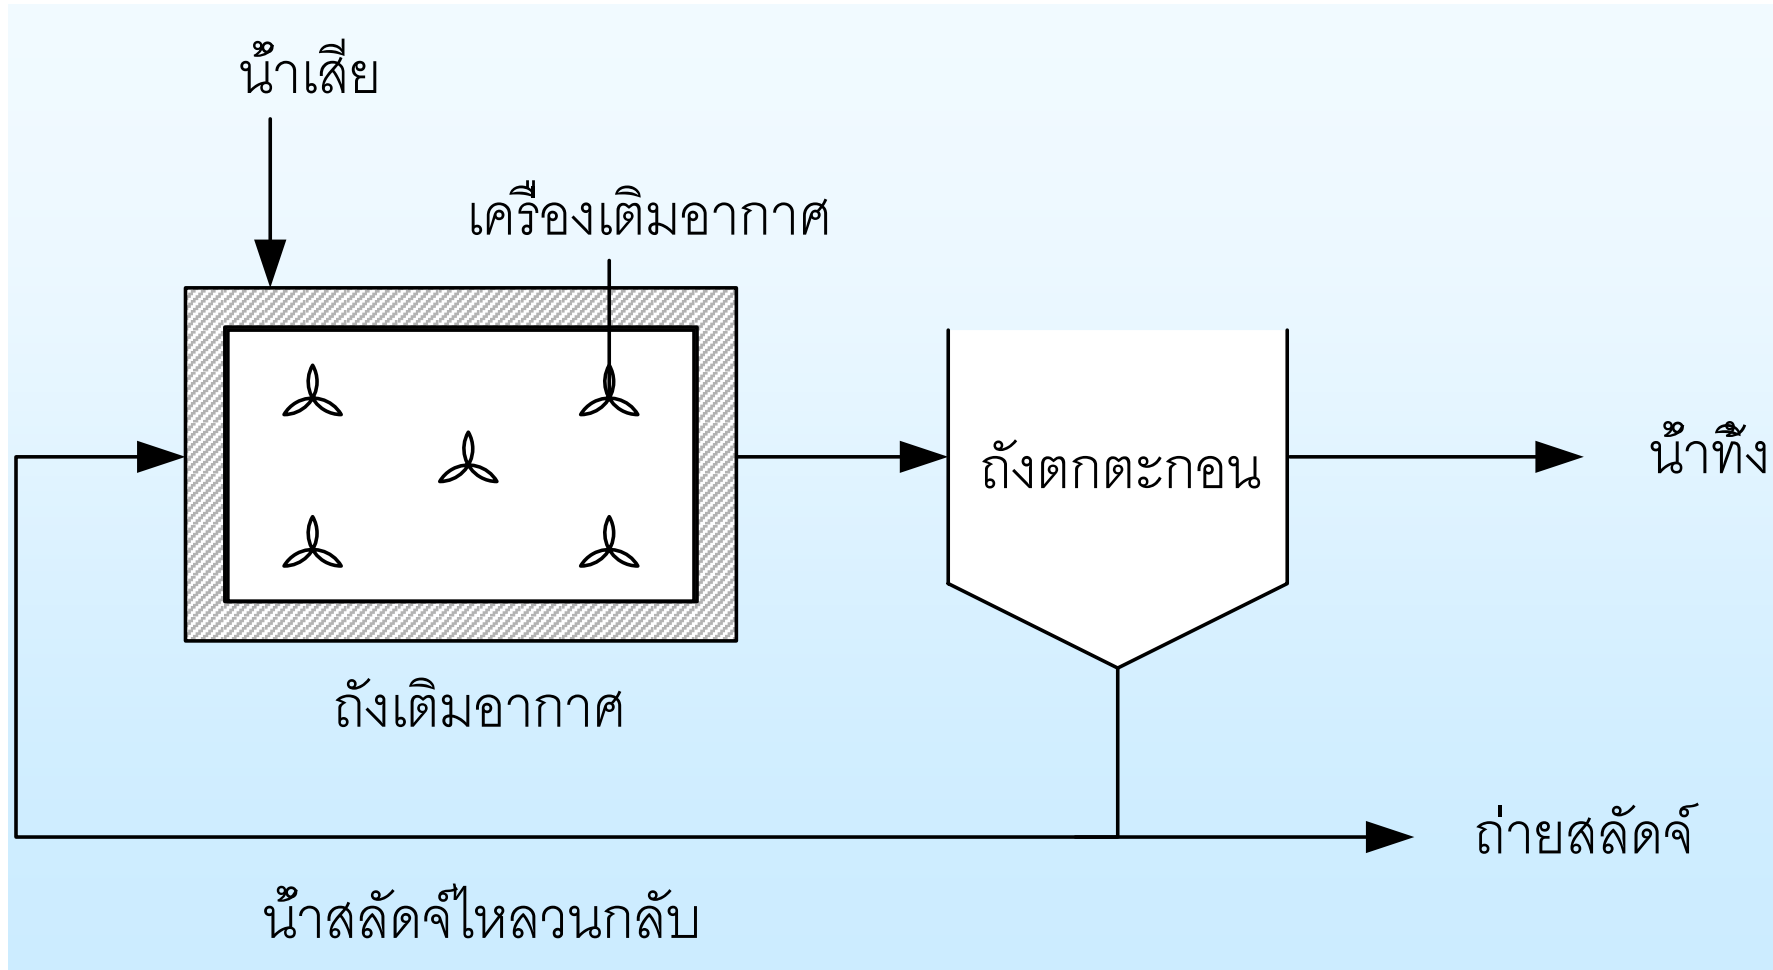 น้ำเสีย
เครื่องเติมอากาศ
ถังตกตะกอน
น้ำทิ้ง
ถังเติมอากาศ
ถ่ายสลัดจ์
น้ำสลัดจ์ไหลวนกลับ